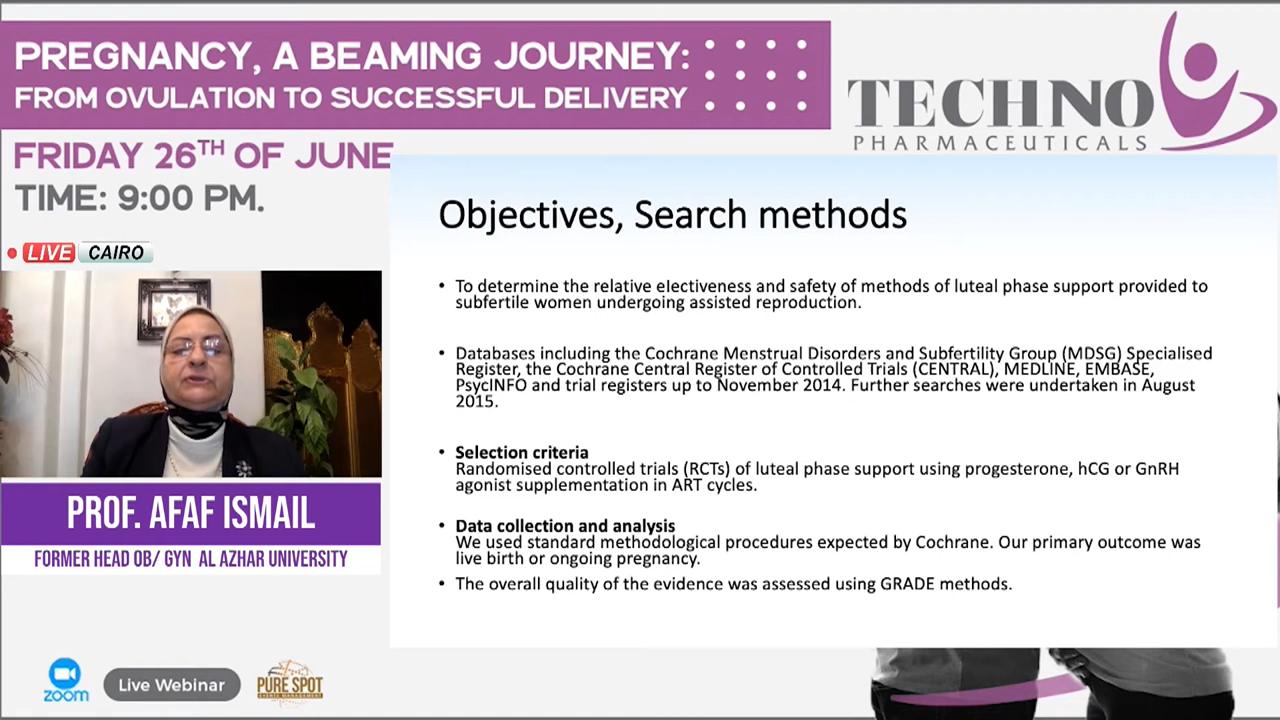 PREGNANCY, A BEAMING JOURNEY:
FROM OVULATION TO SUCCESSFUL DELIVERY
TECHNO
PHARMACEUTICALS
FRIDAY 26TH OF JUNE
TIME: 9:00 PM.
LIVE CAIRO
Objectives, Search methods
• To determine the relative electiveness and safety of methods of luteal phase support provided to
subfertile women undergoing assisted reproduction.
• Databases including the Cochrane Menstrual Disorders and Subfertility Group (MDSG) Specialised
Register, the Cochrane Central Register of Controlled Trials (CENTRAL), MEDLINE, EMBASE,
PsycINFO and trial registers up to November 2014. Further searches were undertaken in August
2015.
• Selection criteria
Randomised controlled trials (RCTs) of luteal phase support using progesterone, hCG or GnRH
agonist supplementation in ART cycles.
• Data collection and analysis
We used standard methodological procedures expected by Cochrane. Our primary outcome was
live birth or ongoing pregnancy.
• The overall quality of the evidence was assessed using GRADE methods.
PROF. AFAF ISMAIL
FORMER HEAD OB/ GYN AL AZHAR UNIVERSITY
zoom
Live Webinar
PURE SPOT
EVENTS MANAGEMENT